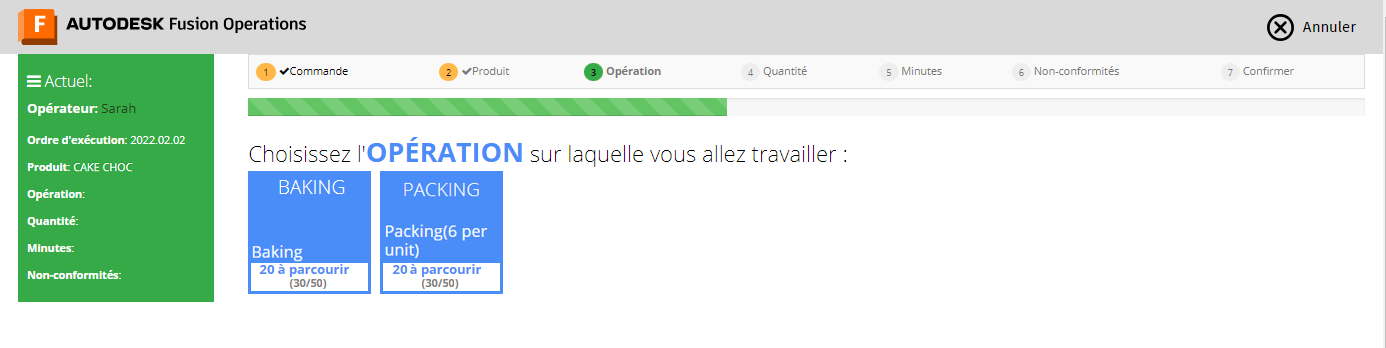 F AUTODESK Fusion Operations
Annuler
Actuel:
Opérateur: Sarah
Ordre d'exécution: 2022.02.02
Produit: CAKE CHOC
Opération:
Quantité:
Minutes:
Non-conformités:
1 Commande
2 Produit
3 Opération
4 Quantité
5 Minutes
6 Non-conformités
7 Confirmer
Choisissez l'OPÉRATION sur laquelle vous allez travailler :
BAKING
Baking
20 à parcourir
(30/50)
PACKING
Packing(6 per
unit)
20 à parcourir
(30/50)